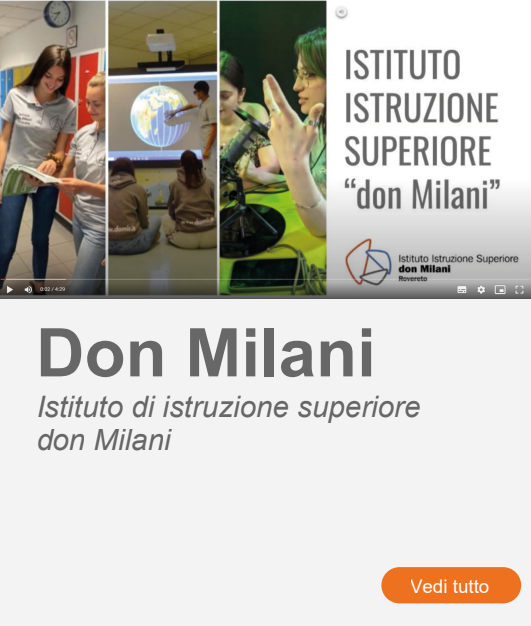 ISTITUTO
ISTRUZIONE
SUPERIORE
“don Milani”
Istituto Istruzione Superiore
don Milani
Rovereto
0:03 / 4:29
Don Milani
Istituto di istruzione superiore
don Milani
Vedi tutto